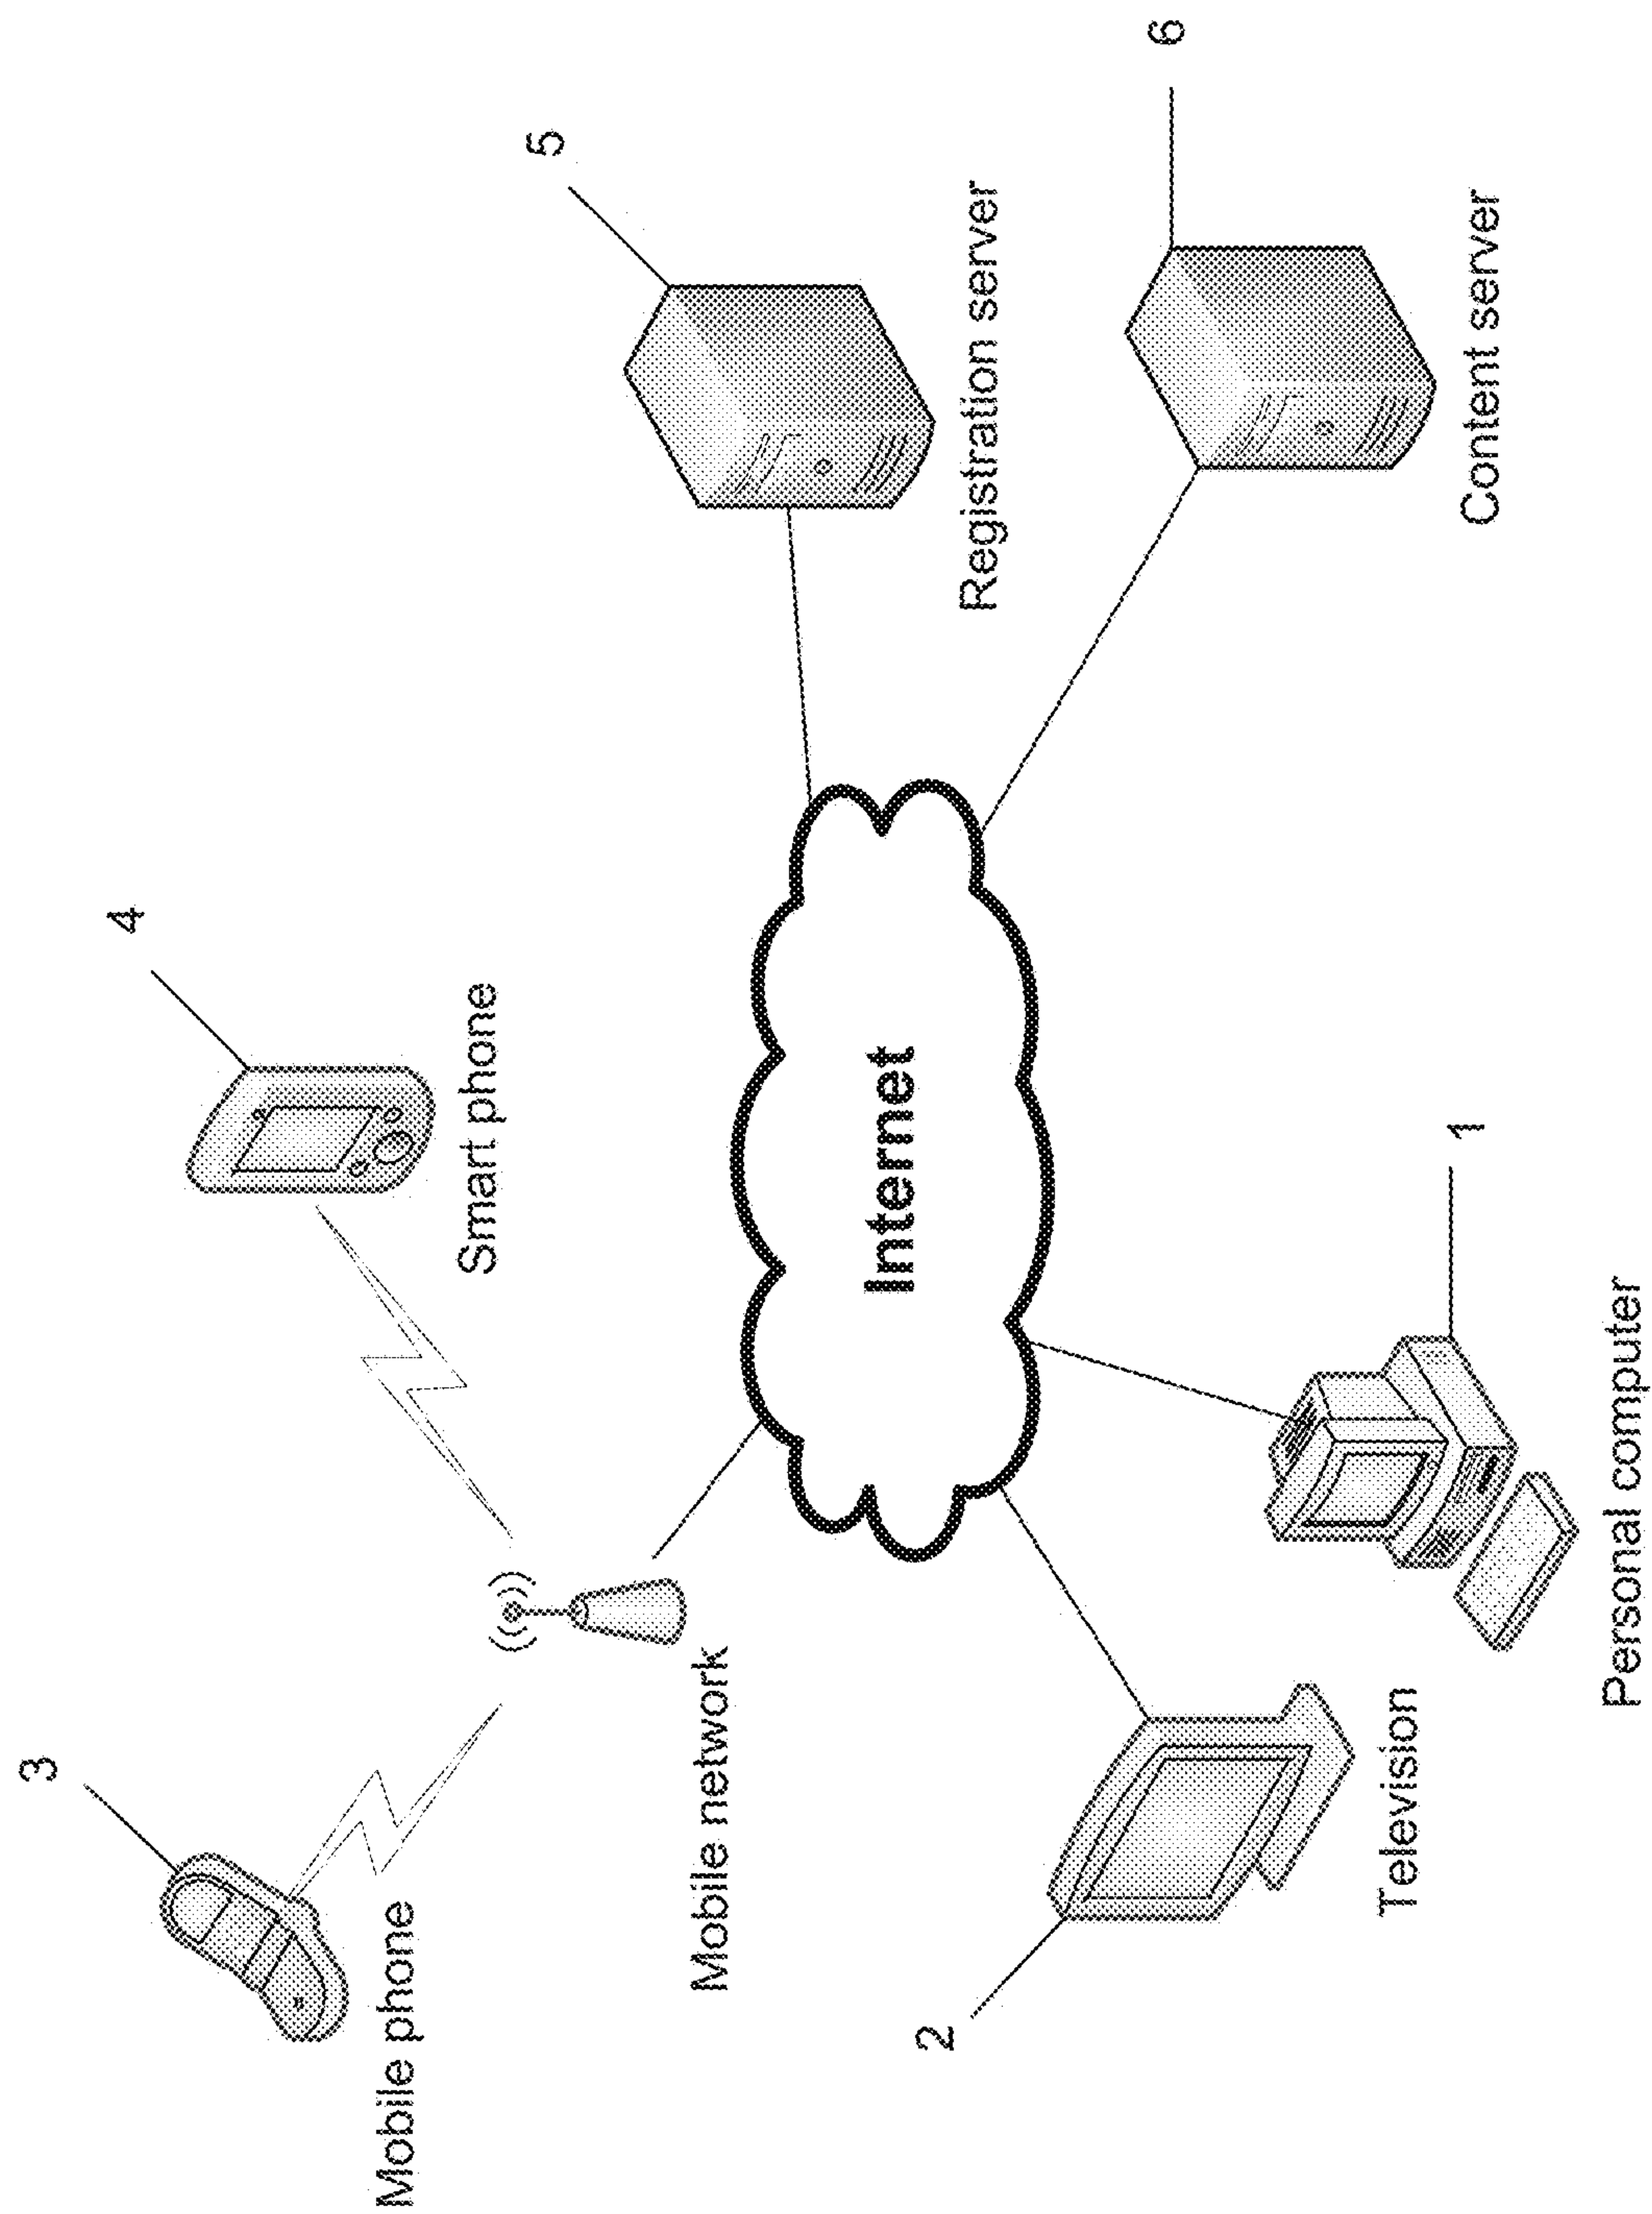 3
Mobile phone
4
Smart phone
Mobile network
5
Registration server
Internet
2
Television
1
Personal computer
6
Content server